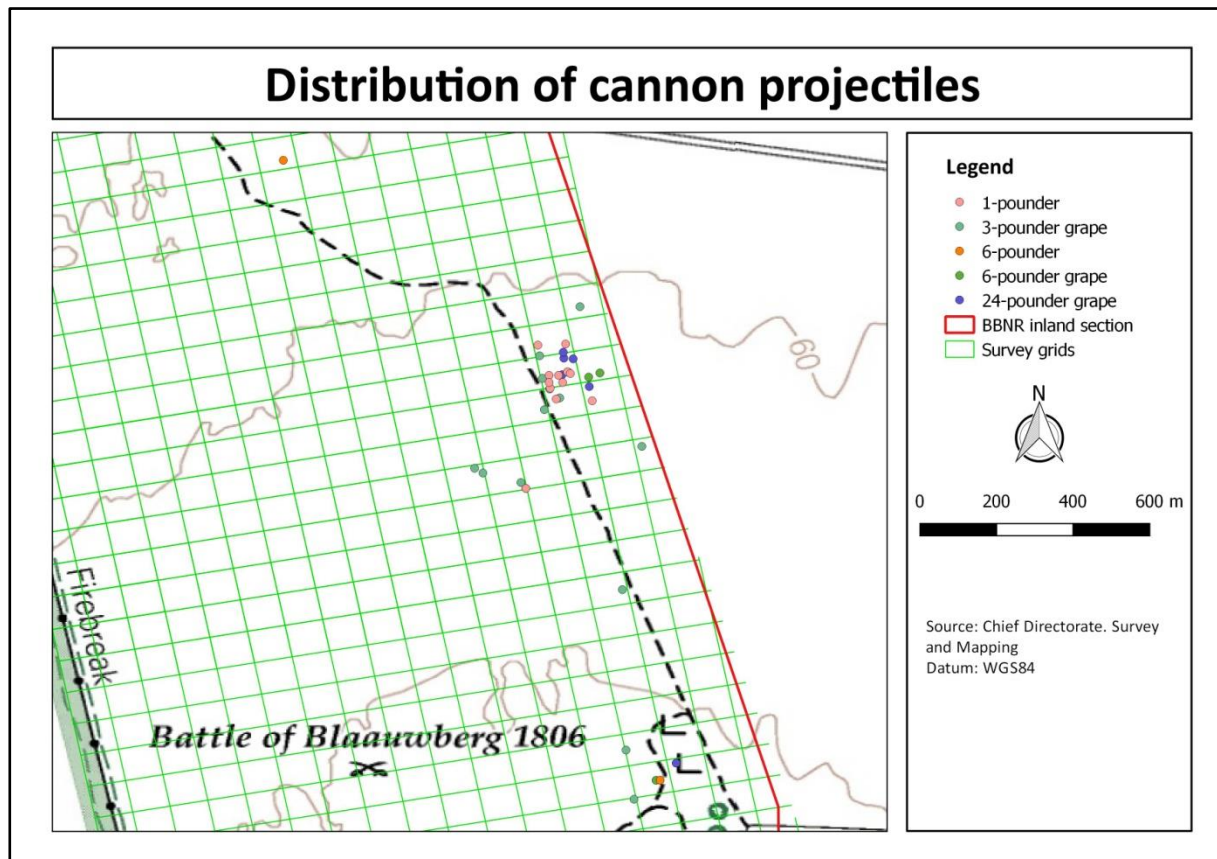 Distribution of cannon projectiles
60
Firebreak
Battle of Blaauwberg 1806
Legend
1-pounder
3-pounder grape
6-pounder
6-pounder grape
24-pounder grape
BBNR inland section
Survey grids
N
0 200 400 600 m
Source: Chief Directorate. Survey
and Mapping
Datum: WGS84